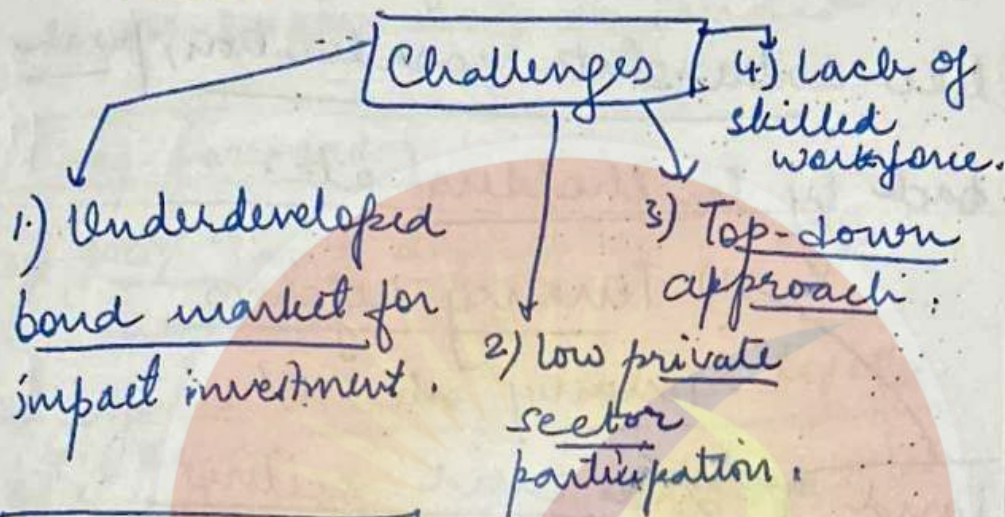 Challenges
1.) Underdeveloped
bond market for
impact investment.
2) low private
sector
participation.
3) Top-down
approach.
4) Lack of
skilled
workforce.